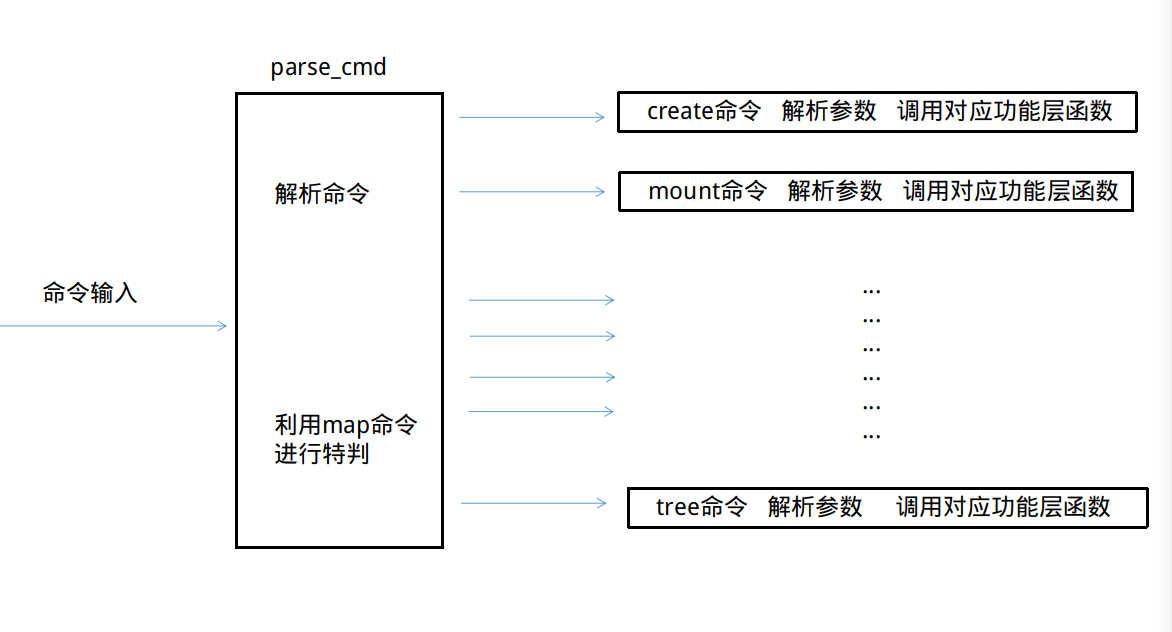 parse_cmd
create命令 解析参数 调用对应功能层函数
解析命令
mount命令 解析参数 调用对应功能层函数
命令输入
...
...
...
...
...
...
利用map命令
进行特判
tree命令 解析参数 调用对应功能层函数